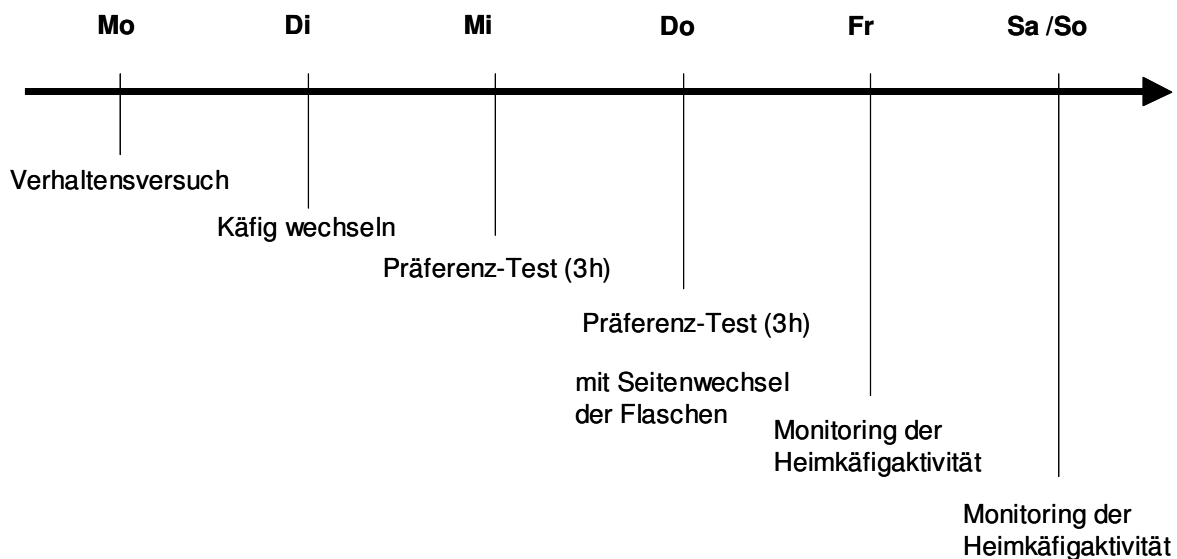 Mo Di Mi Do Fr Sa /So
Verhaltensversuch
Käfig wechseln
Präferenz-Test (3h)
Präferenz-Test (3h)
mit Seitenwechsel
der Flaschen
Monitoring der
Heimkäfigaktivität
Monitoring der
Heimkäfigaktivität